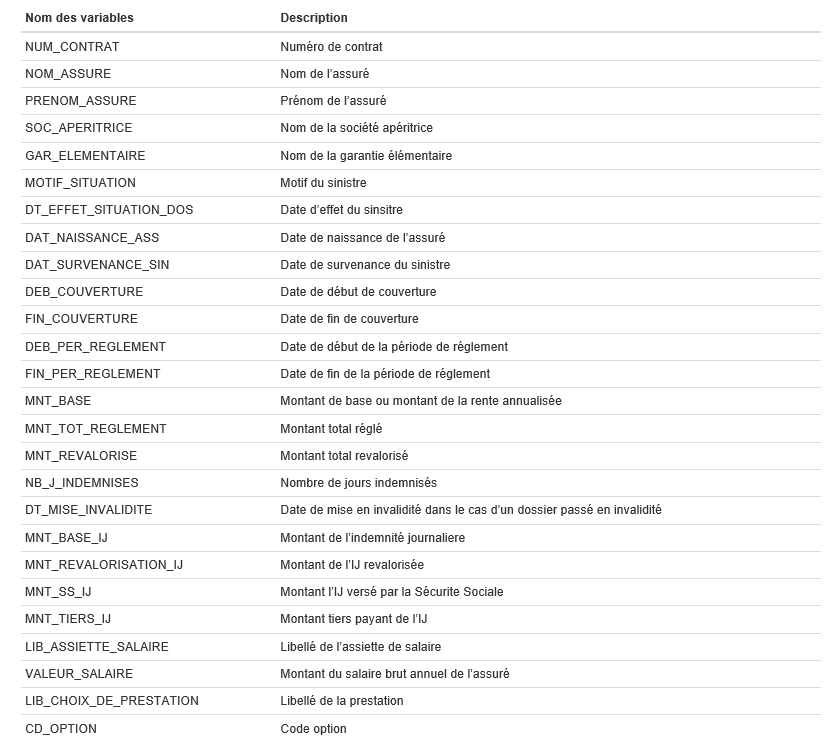 Nom des variables Description
NUM_CONTRAT Numéro de contrat
NOM_ASSURE Nom de l'assuré
PRENOM_ASSURE Prénom de l'assuré
SOC_APERITRICE Nom de la société apéritrice
GAR_ELEMENTAIRE Nom de la garantie élémentaire
MOTIF_SITUATION Motif du sinistre
DT_EFFET_SITUATION_DOS Date d'effet du sinsitre
DAT_NAISSANCE_ASS Date de naissance de l'assuré
DAT_SURVENANCE_SIN Date de survenance du sinistre
DEB_COUVERTURE Date de début de couverture
FIN_COUVERTURE Date de fin de couverture
DEB_PER_REGLEMENT Date de début de la période de réglement
FIN_PER_REGLEMENT Date de fin de la période de réglement
MNT_BASE Montant de base ou montant de la rente annualisée
MNT_TOT_REGLEMENT Montant total réglé
MNT_REVALORISE Montant total revalorisé
NB_J_INDEMNISES Nombre de jours indemnisés
DT_MISE_INVALIDITE Date de mise en invalidité dans le cas d'un dossier passé en invalidité
MNT_BASE_IJ Montant de l'indemnité journaliere
MNT_REVALORISATION_IJ Montant de l'IJ revalorisée
MNT_SS_IJ Montant l'IJ versé par la Sécurite Sociale
MNT_TIERS_IJ Montant tiers payant de l'IJ
LIB_ASSIETTE_SALAIRE Libellé de l'assiette de salaire
VALEUR_SALAIRE Montant du salaire brut annuel de l'assuré
LIB_CHOIX_DE_PRESTATION Libellé de la prestation
CD_OPTION Code option